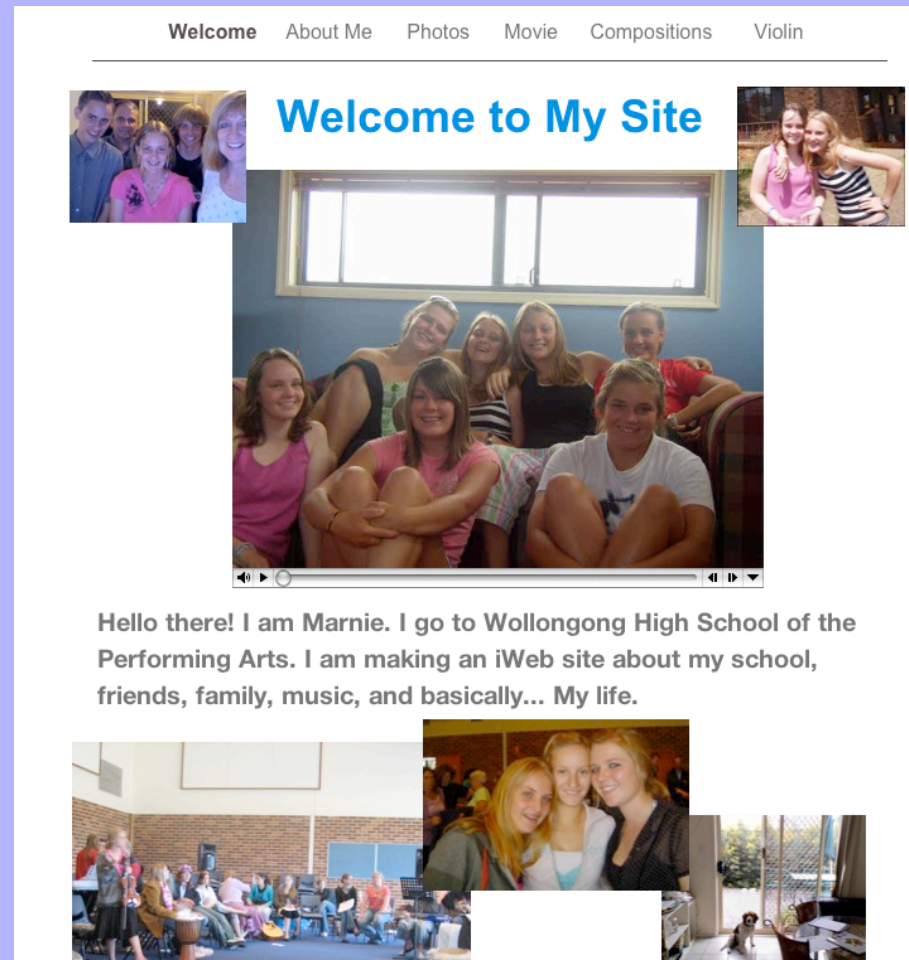 Welcome About Me Photos Movie Compositions Violin
Welcome to My Site
Hello there! I am Marnie. I go to Wollongong High School of the
Performing Arts. I am making an iWeb site about my school,
friends, family, music, and basically... My life.